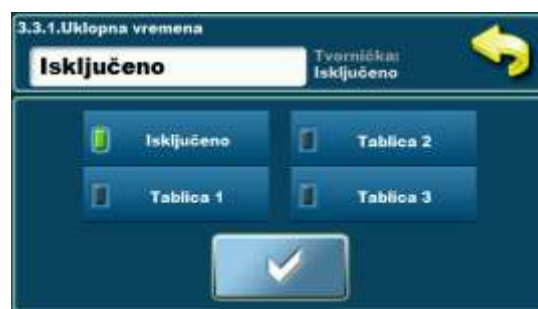 3.3.1.Uklopna vremena
Isključeno
Tvornička:
Isključeno
Isključeno
Tablica 2
Tablica 1
Tablica 3